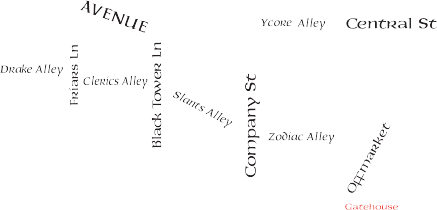 AVENUE
Ycore Alley
Central St
Drake Alley
Friars Ln
Clerics Alley
Black Tower Ln
Slants Alley
Company St
Zodiac Alley
Offmarket
Gatehouse